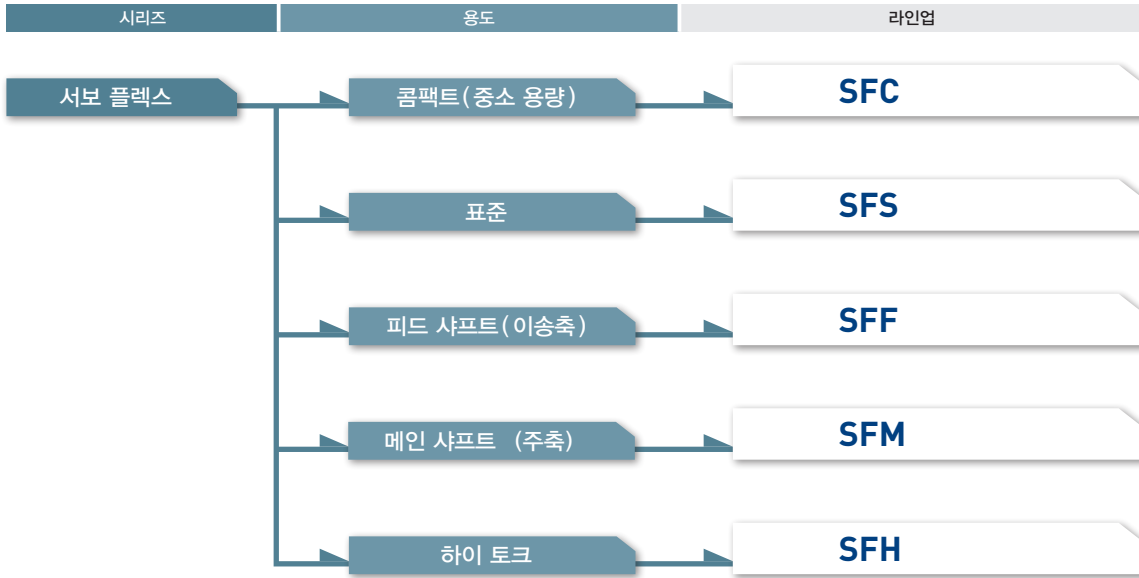 시리즈 용도 라인업
서보 플렉스 콤팩트(중소 용량) SFC
표준 SFS
피드 샤프트(이송축) SFF
메인 샤프트 (주축) SFM
하이 토크 SFH